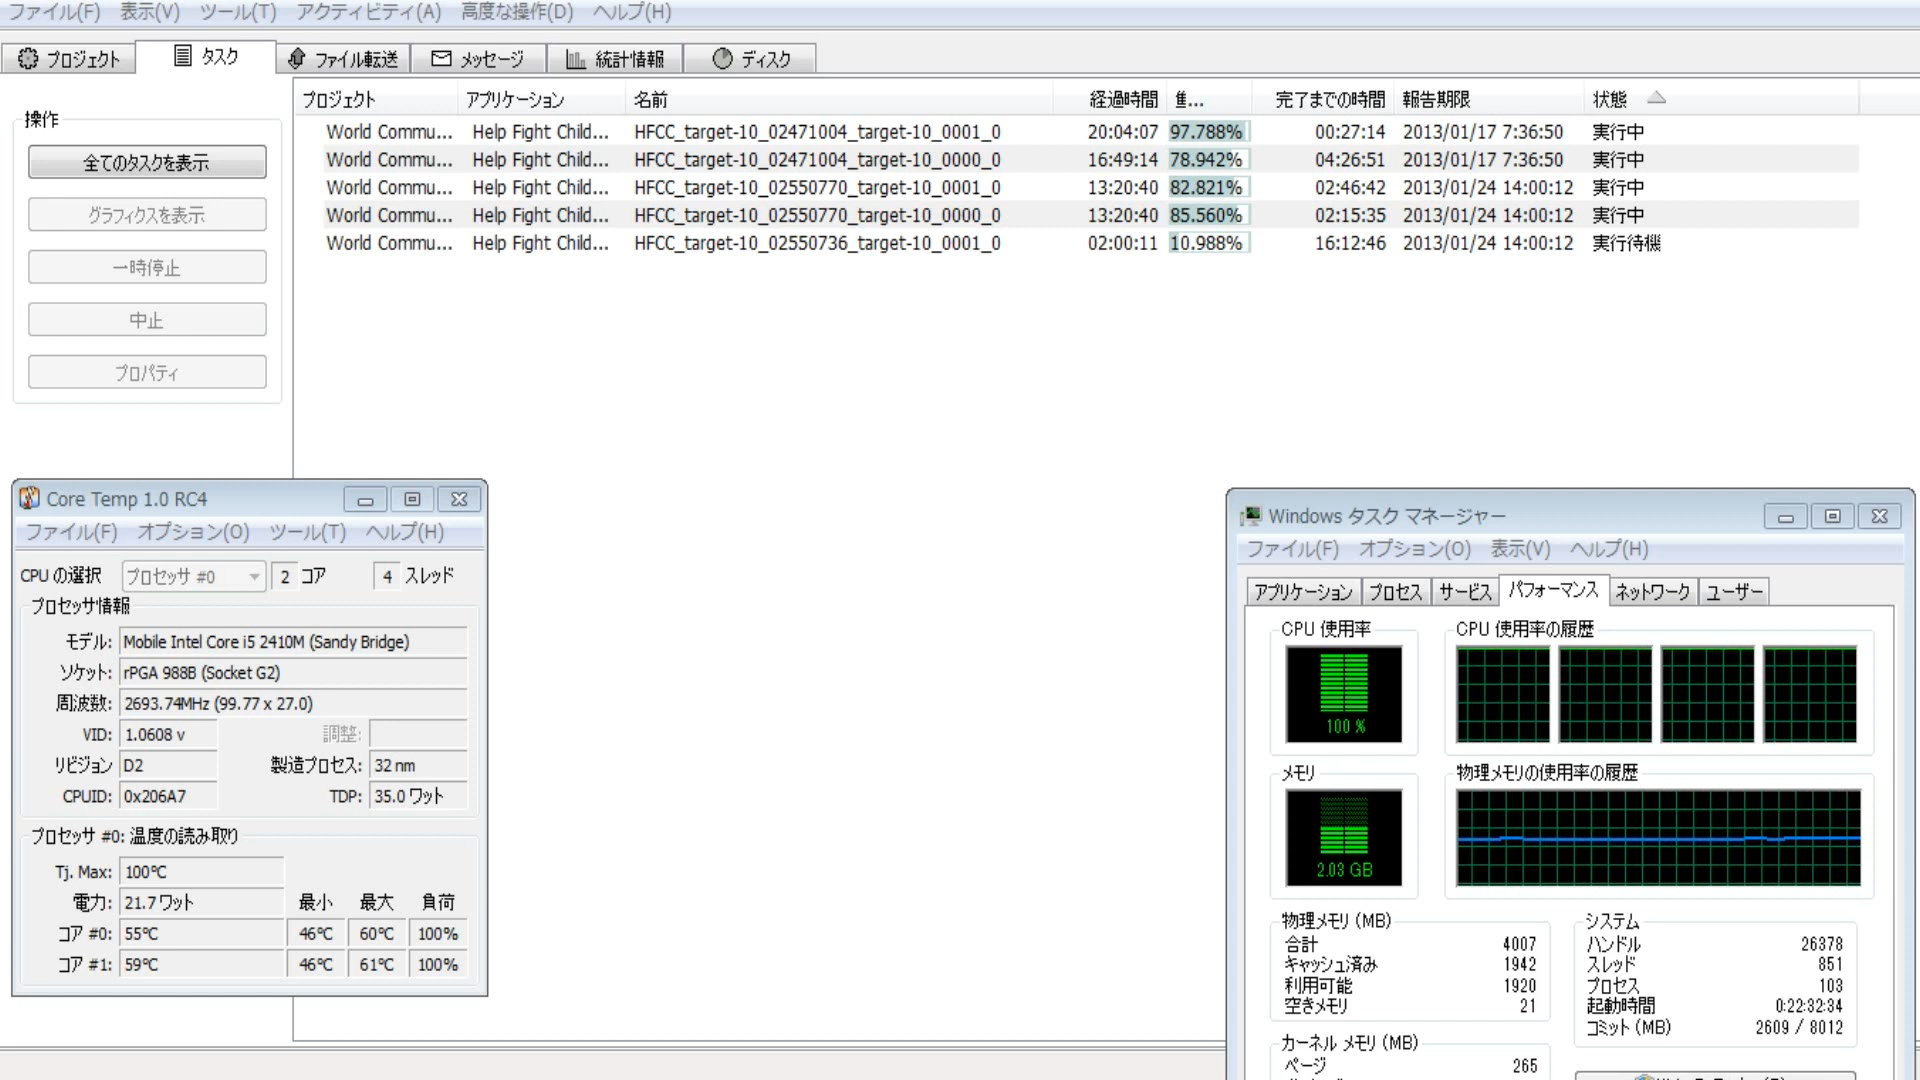 ファイル(F) 表示(V) ツール(T) アクティビティ(A) 高度な操作(D) ヘルプ(H)
プロジェクト タスク ファイル転送 メッセージ 統計情報 ディスク
操作
全てのタスクを表示
グラフィクスを表示
一時停止
中止
プロパティ
プロジェクト アプリケーション 名前 経過時間 進... 完了までの時間 報告期限 状態
World Commu... Help Fight Child... HFCC_target-10_02471004_target-10_0001_0 20:04:07 97.788% 00:27:14 2013/01/17 7:36:50 実行中
World Commu... Help Fight Child... HFCC_target-10_02471004_target-10_0000_0 16:49:14 78.942% 04:26:51 2013/01/17 7:36:50 実行中
World Commu... Help Fight Child... HFCC_target-10_02550770_target-10_0001_0 13:20:40 82.821% 02:46:42 2013/01/24 14:00:12 実行中
World Commu... Help Fight Child... HFCC_target-10_02550770_target-10_0000_0 13:20:40 85.560% 02:15:35 2013/01/24 14:00:12 実行中
World Commu... Help Fight Child... HFCC_target-10_02550736_target-10_0001_0 02:00:11 10.988% 16:12:46 2013/01/24 14:00:12 実行待機
Core Temp 1.0 RC4
ファイル(F) オプション(O) ツール(T) ヘルプ(H)
CPU の選択 プロセッサ #0 2 コア 4 スレッド
プロセッサ情報
モデル: Mobile Intel Core i5 2410M (Sandy Bridge)
ソケット: rPGA 988B (Socket G2)
周波数: 2693.74MHz (99.77 x 27.0)
VID: 1.0608 v 調整:
リビジョン D2 製造プロセス: 32 nm
CPUID: 0x206A7 TDP: 35.0 ワット
プロセッサ #0: 温度の読み取り
Tj. Max: 100℃
電力: 21.7 ワット 最小 最大 負荷
コア #0: 55℃ 46℃ 60℃ 100%
コア #1: 59℃ 46℃ 61℃ 100%
Windows タスク マネージャー
ファイル(F) オプション(O) 表示(V) ヘルプ(H)
アプリケーション プロセス サービス パフォーマンス ネットワーク ユーザー
CPU 使用率 CPU 使用率の履歴
100 %
メモリ 物理メモリの使用率の履歴
2.03 GB
物理メモリ (MB)
合計 4007
キャッシュ済み 1942
利用可能 1920
空きメモリ 21
システム
ハンドル 26378
スレッド 851
プロセス 103
起動時間 0:22:32:34
コミット (MB) 2609 / 8012
カーネル メモリ (MB)
ページ 265